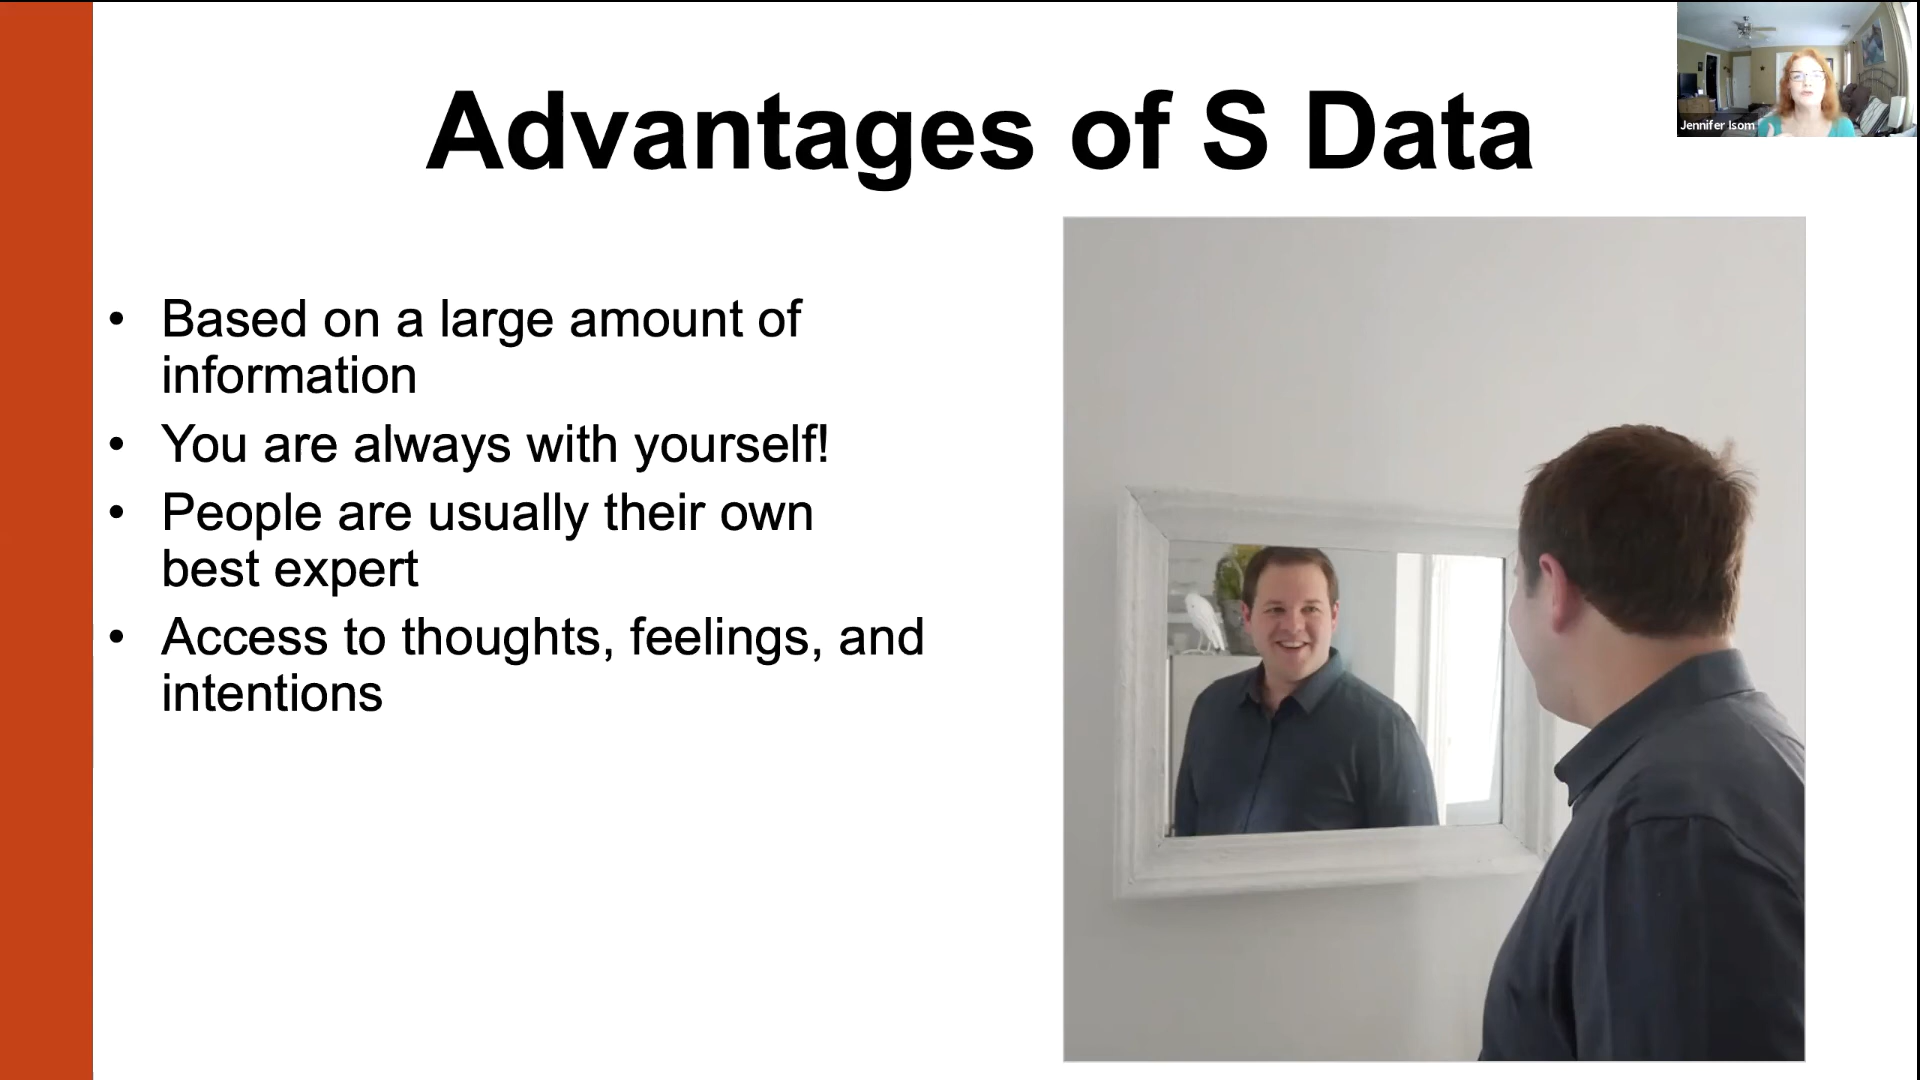 Advantages of S Data
Jennifer Isom
• Based on a large amount of
information
• You are always with yourself!
• People are usually their own
best expert
• Access to thoughts, feelings, and
intentions